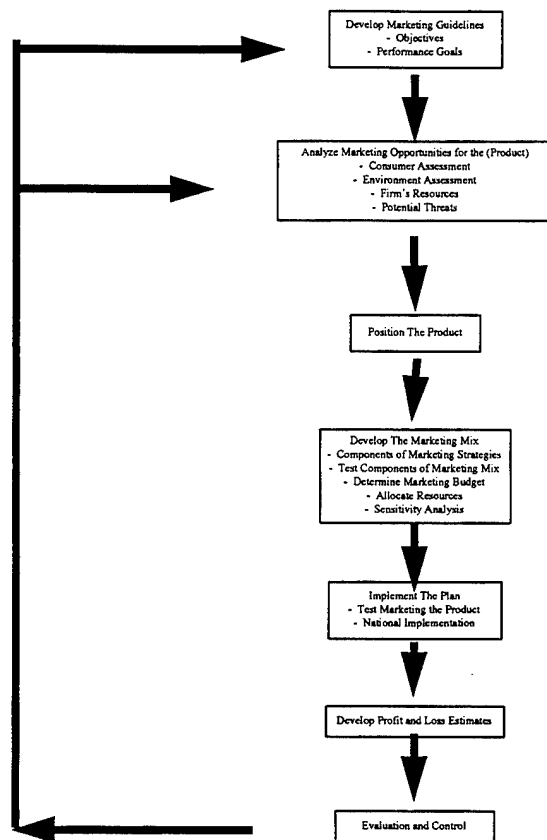 Develop Marketing Guidelines
- Objectives
- Performance Goals
Analyze Marketing Opportunities for the (Product)
- Consumer Assessment
- Environment Assessment
- Firm's Resources
- Potential Threats
Position The Product
Develop The Marketing Mix
- Components of Marketing Strategies
- Test Components of Marketing Mix
- Determine Marketing Budget
- Allocate Resources
- Sensitivity Analysis
Implement The Plan
- Test Marketing the Product
- National Implementation
Develop Profit and Loss Estimates
Evaluation and Control